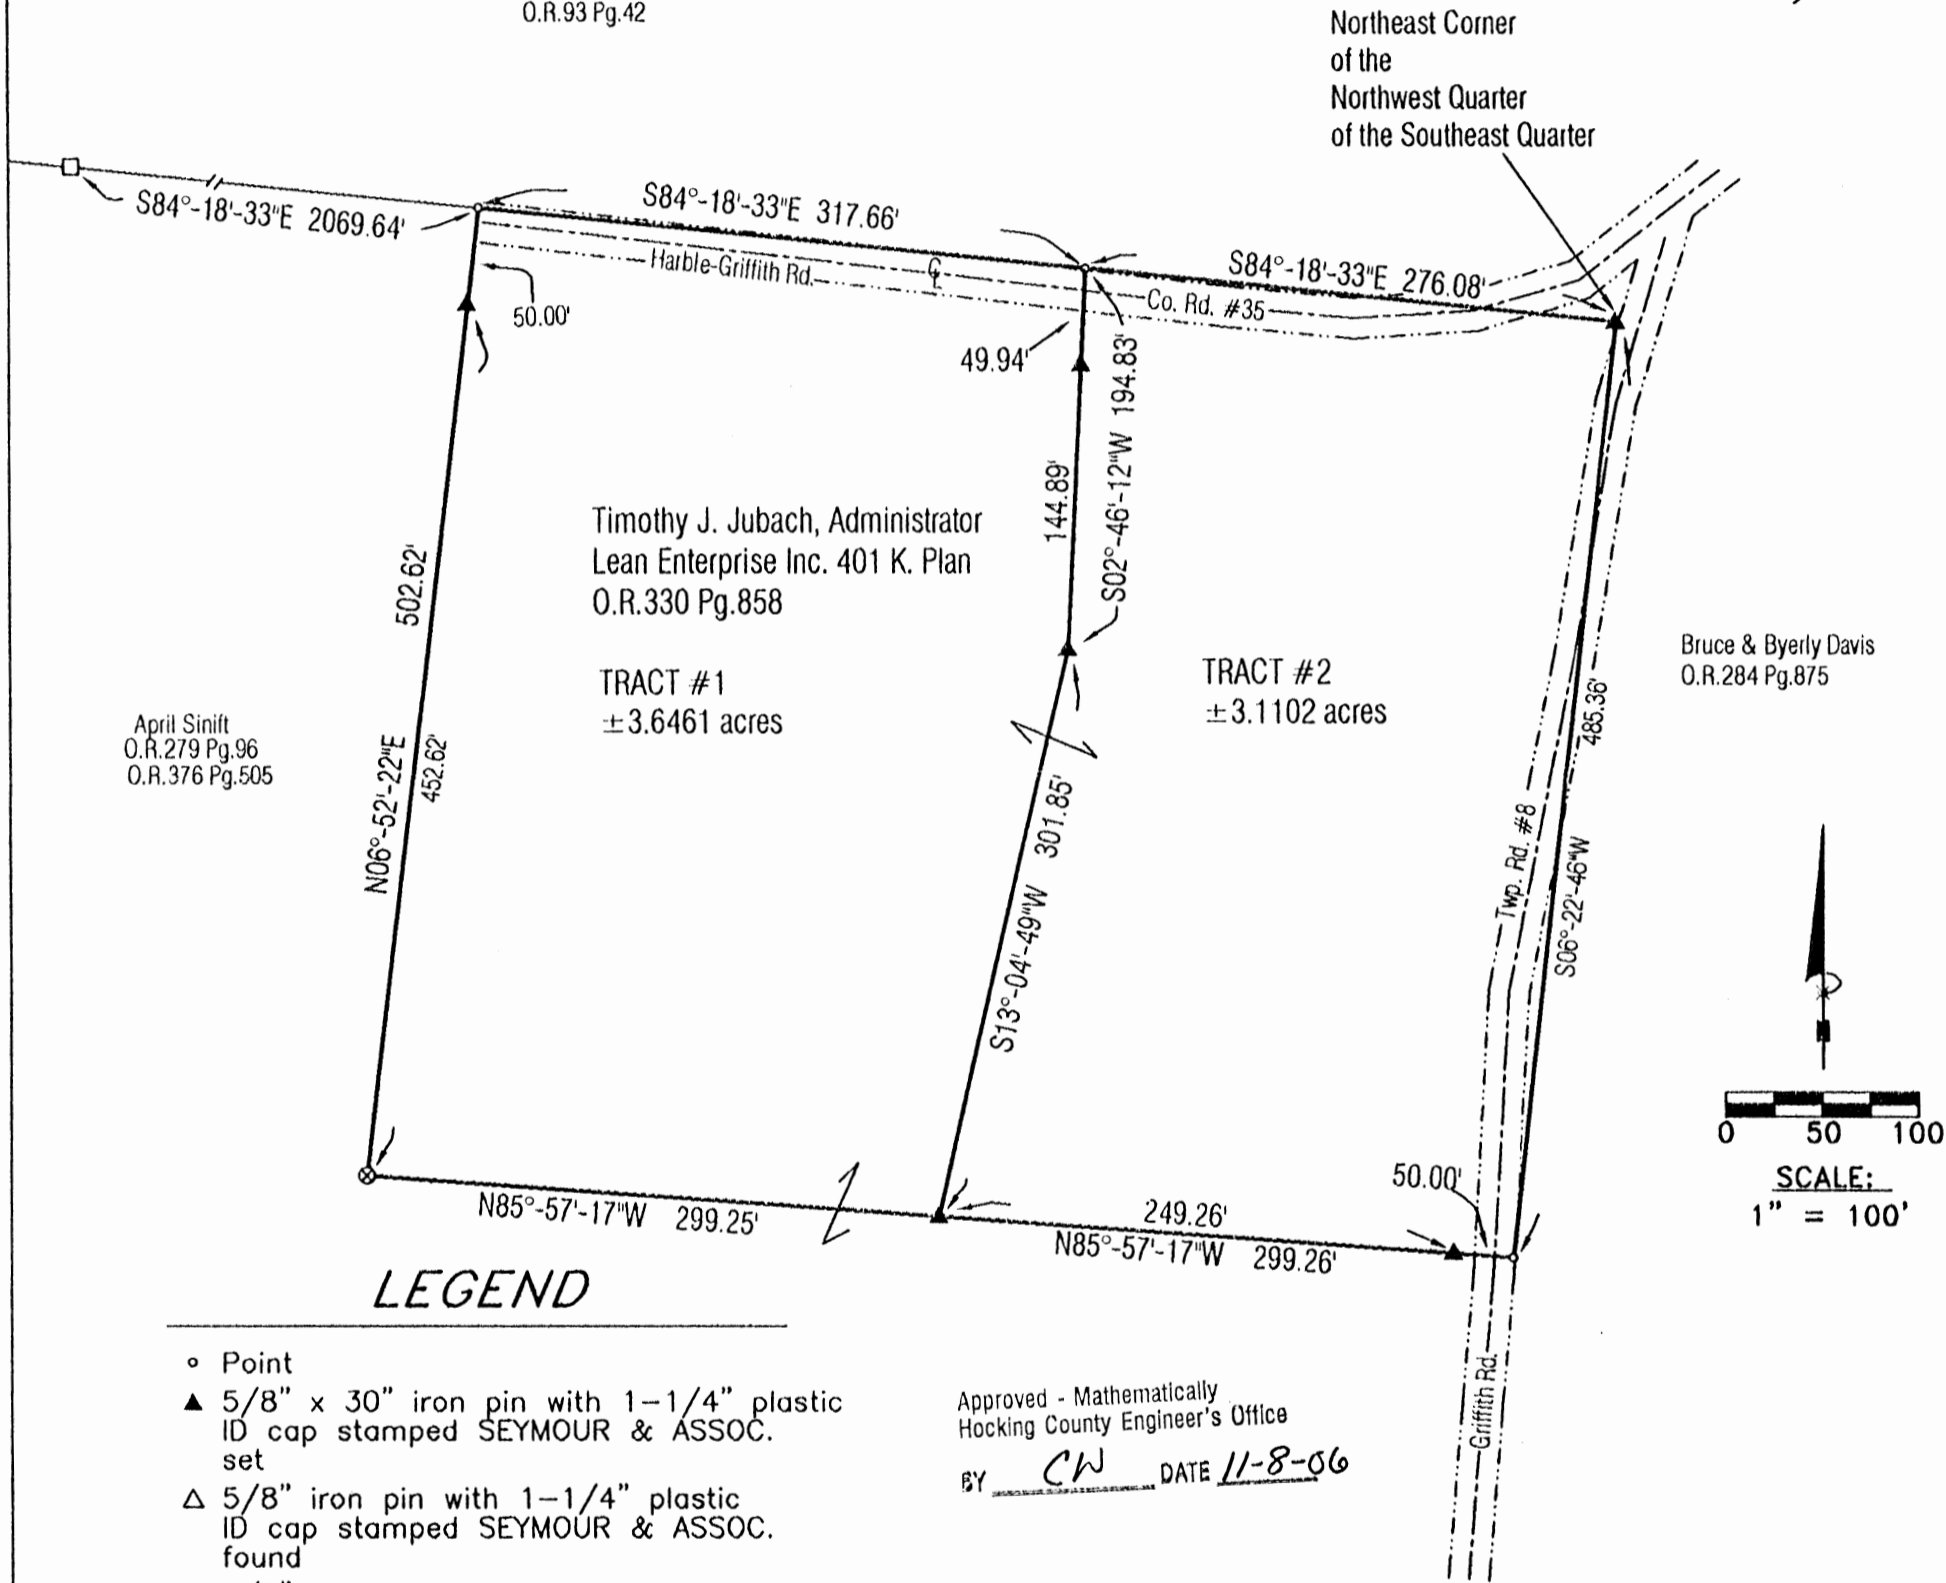 O.R.93 Pg.42
Northeast Corner
of the
Northwest Quarter
of the Southeast Quarter
S84°-18'-33"E 2069.64'
S84°-18'-33"E 317.66'
S84°-18'-33"E 276.08'
Harble-Griffith Rd.
Co. Rd. #35
50.00'
49.94'
S02°-46'-12"W 194.83'
144.89'
Timothy J. Jubach, Administrator
Lean Enterprise Inc. 401 K. Plan
O.R.330 Pg.858
TRACT #1
±3.6461 acres
TRACT #2
±3.1102 acres
Bruce & Byerly Davis
O.R.284 Pg.875
April Sinift
O.R.279 Pg.96
O.R.376 Pg.505
N06°-52'-22"E 502.62'
452.62'
S13°-04'-49"W 301.85'
485.36'
S06°-22'-46"W
Twp. Rd. #8
0 50 100
SCALE:
1" = 100'
50.00'
N85°-57'-17"W 299.25'
249.26'
N85°-57'-17"W 299.26'
Griffith Rd.
LEGEND
Point
5/8" x 30" iron pin with 1-1/4" plastic
ID cap stamped SEYMOUR & ASSOC.
set
5/8" iron pin with 1-1/4" plastic
ID cap stamped SEYMOUR & ASSOC.
found
Approved - Mathematically
Hocking County Engineer's Office
BY CW DATE 11-8-06